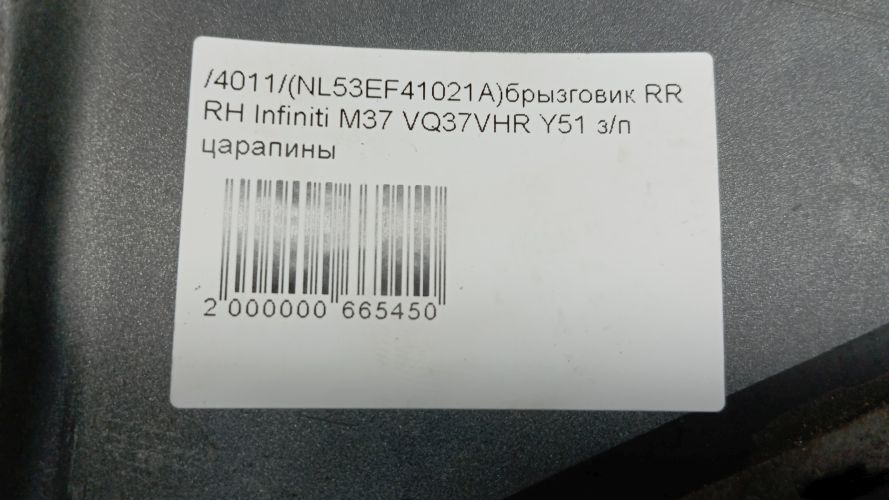 /4011/(NL53EF41021A)брызговик RR
RH Infiniti M37 VQ37VHR Y51 з/п
царапины
2 000000 665450